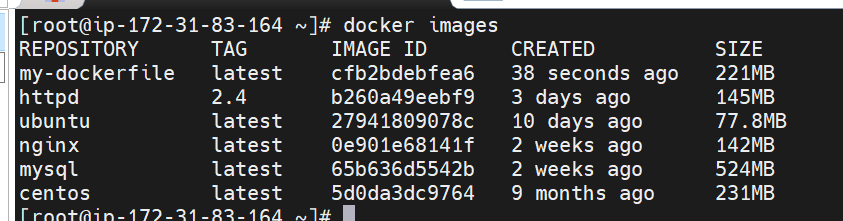 [root@ip-172-31-83-164 ~]# docker images
REPOSITORY TAG IMAGE ID CREATED SIZE
my-dockerfile latest cfb2bdebfea6 38 seconds ago 221MB
httpd 2.4 b260a49eebf9 3 days ago 145MB
ubuntu latest 27941809078c 10 days ago 77.8MB
nginx latest 0e901e68141f 2 weeks ago 142MB
mysql latest 65b636d5542b 2 weeks ago 524MB
centos latest 5d0da3dc9764 9 months ago 231MB
[root@ip-172-31-83-164 ~]#